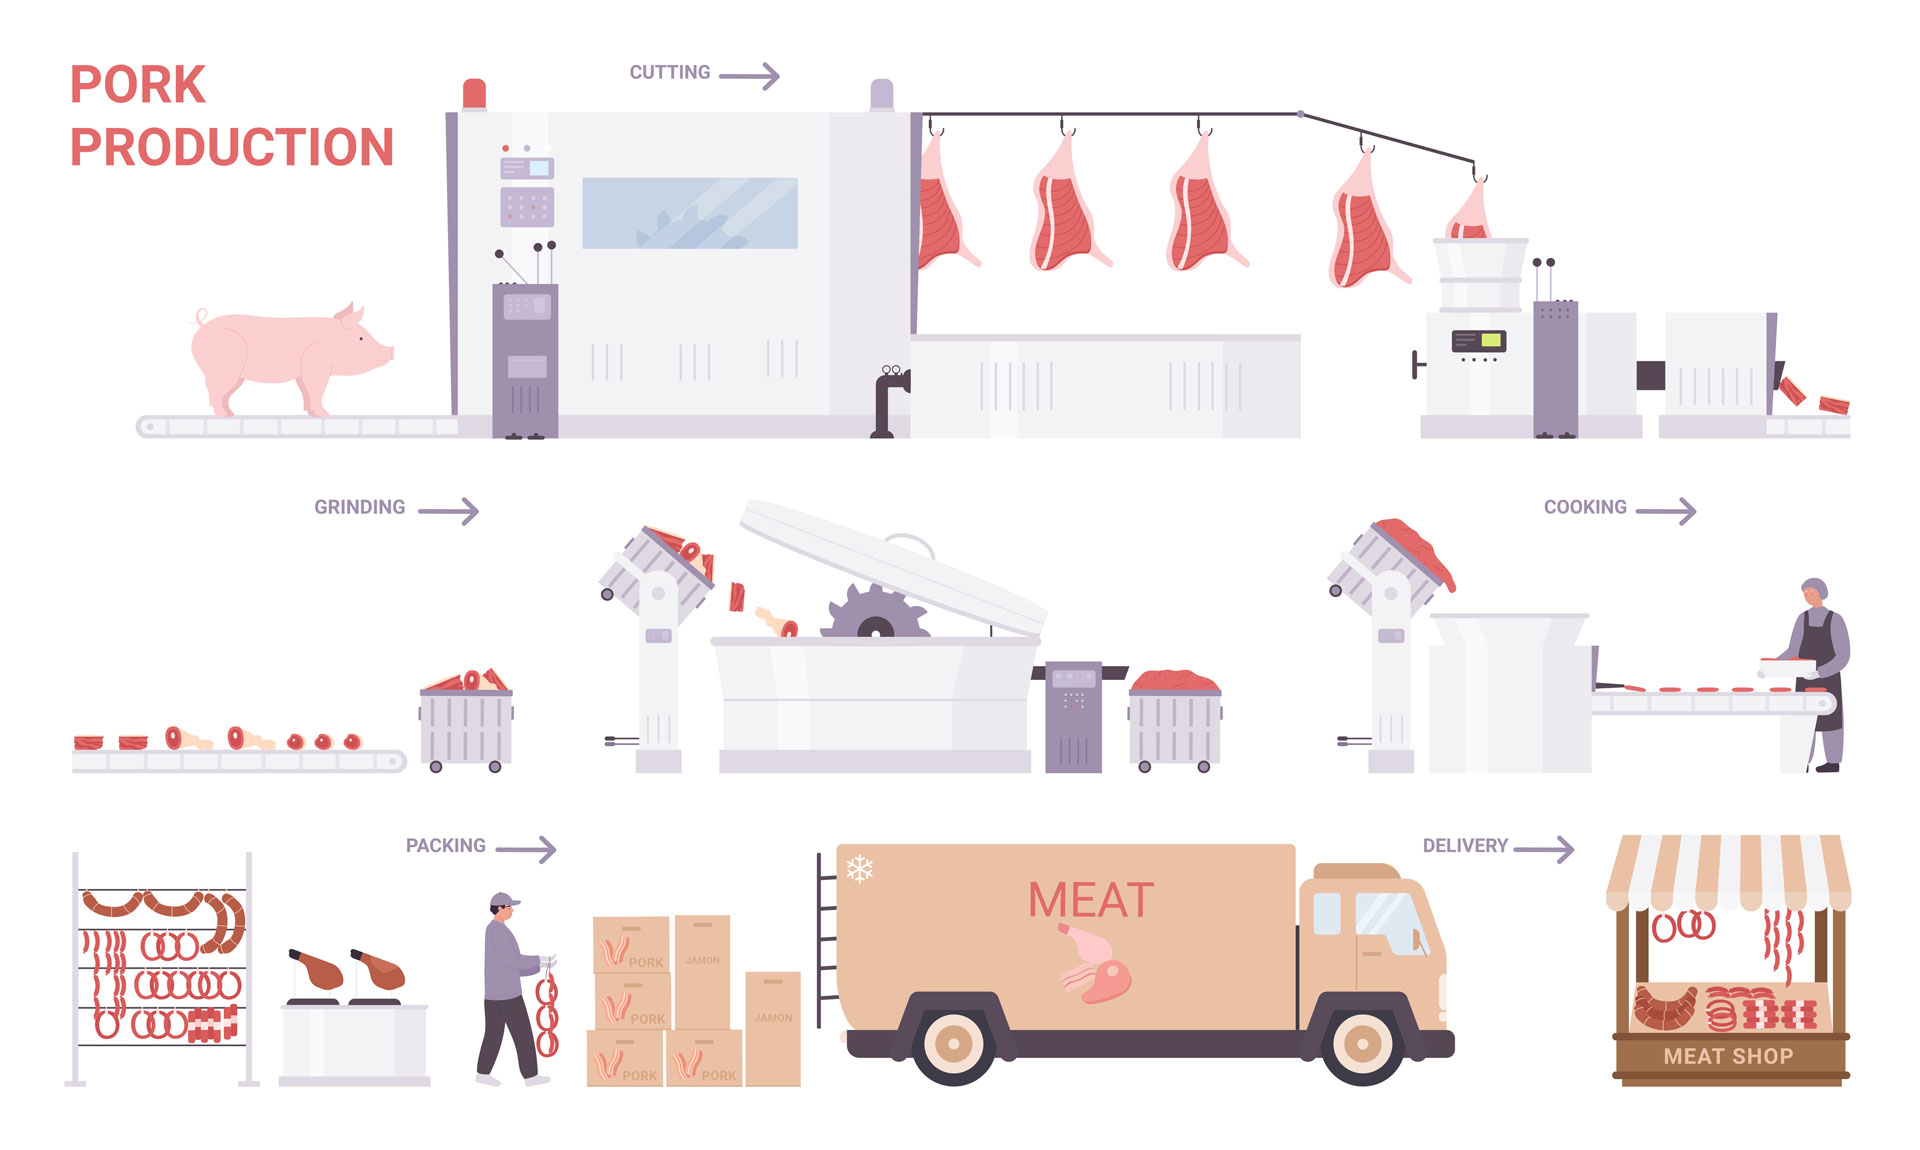 PORK
PRODUCTION
CUTTING
GRINDING
COOKING
PACKING
DELIVERY
PORK
JAMON
PORK
JAMON
PORK
PORK
MEAT
MEAT SHOP